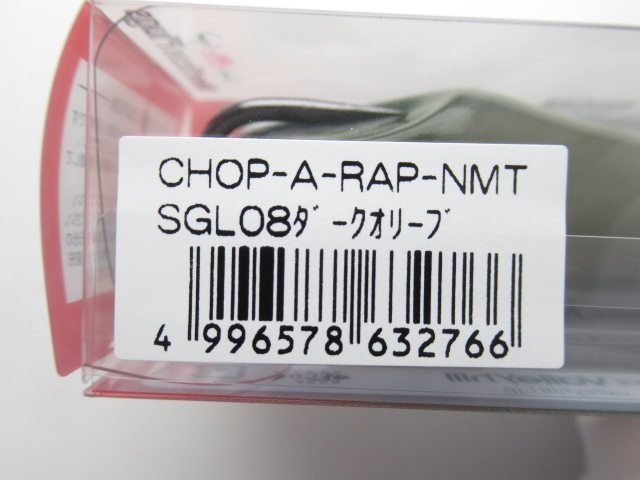 CHOP-A-RAP-NMT
SGL08ﾀﾞｰｸｵﾘｰﾌﾞ
4 996578 632766